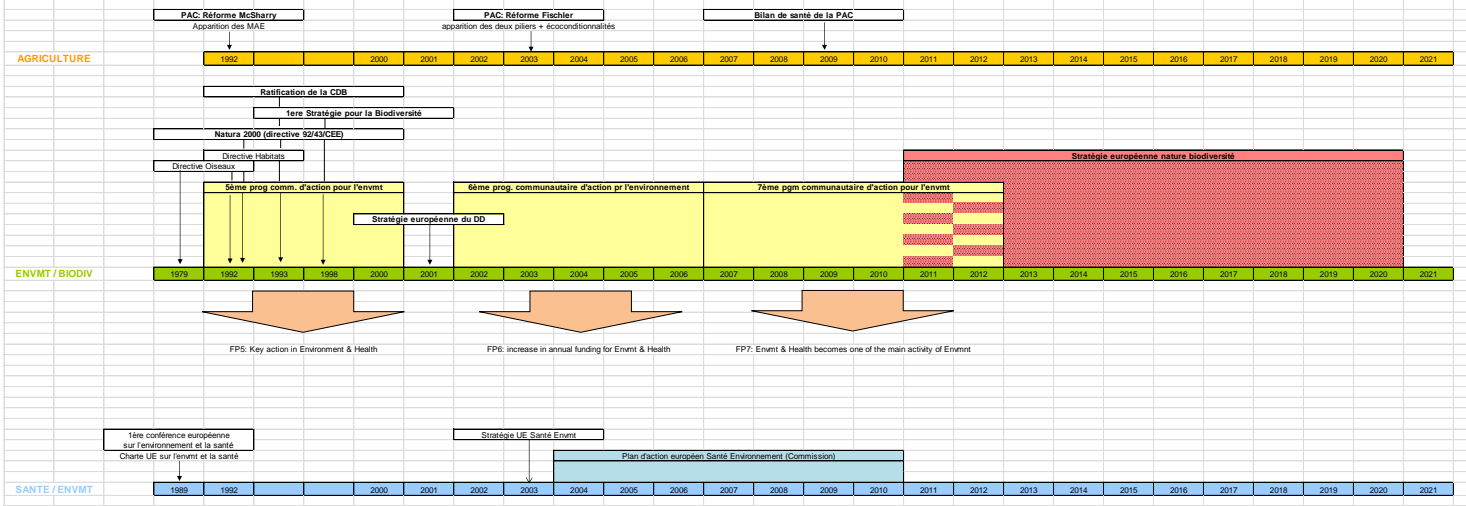 PAC: Réforme McSharry
Apparition des MAE
PAC: Réforme Fischler
apparition des deux piliers + écoconditionnalités
Bilan de santé de la PAC
AGRICULTURE
1992 2000 2001 2002 2003 2004 2005 2006 2007 2008 2009 2010 2011 2012 2013 2014 2015 2016 2017 2018 2019 2020 2021
Ratification de la CDB
1ere Stratégie pour la Biodiversité
Natura 2000 (directive 92/43/CEE)
Directive Habitats
Directive Oiseaux
Stratégie européenne nature biodiversité
5ème prog comm. d'action pour l'envmt
6ème prog. communautaire d'action pr l'environnement
7ème pgm communautaire d'action pour l'envmt
Stratégie européenne du DD
ENVMT / BIODIV
1979 1992 1993 1998 2000 2001 2002 2003 2004 2005 2006 2007 2008 2009 2010 2011 2012 2013 2014 2015 2016 2017 2018 2019 2020 2021
FP5: Key action in Environment & Health
FP6: increase in annual funding for Envmt & Health
FP7: Envmt & Health becomes one of the main activity of Envmnt
1ère conférence européenne
sur l'environnement et la santé
Charte UE sur l'envmt et la santé
Stratégie UE Santé Envmt
Plan d'action européen Santé Environnement (Commission)
SANTE / ENVMT
1989 1992 2000 2001 2002 2003 2004 2005 2006 2007 2008 2009 2010 2011 2012 2013 2014 2015 2016 2017 2018 2019 2020 2021